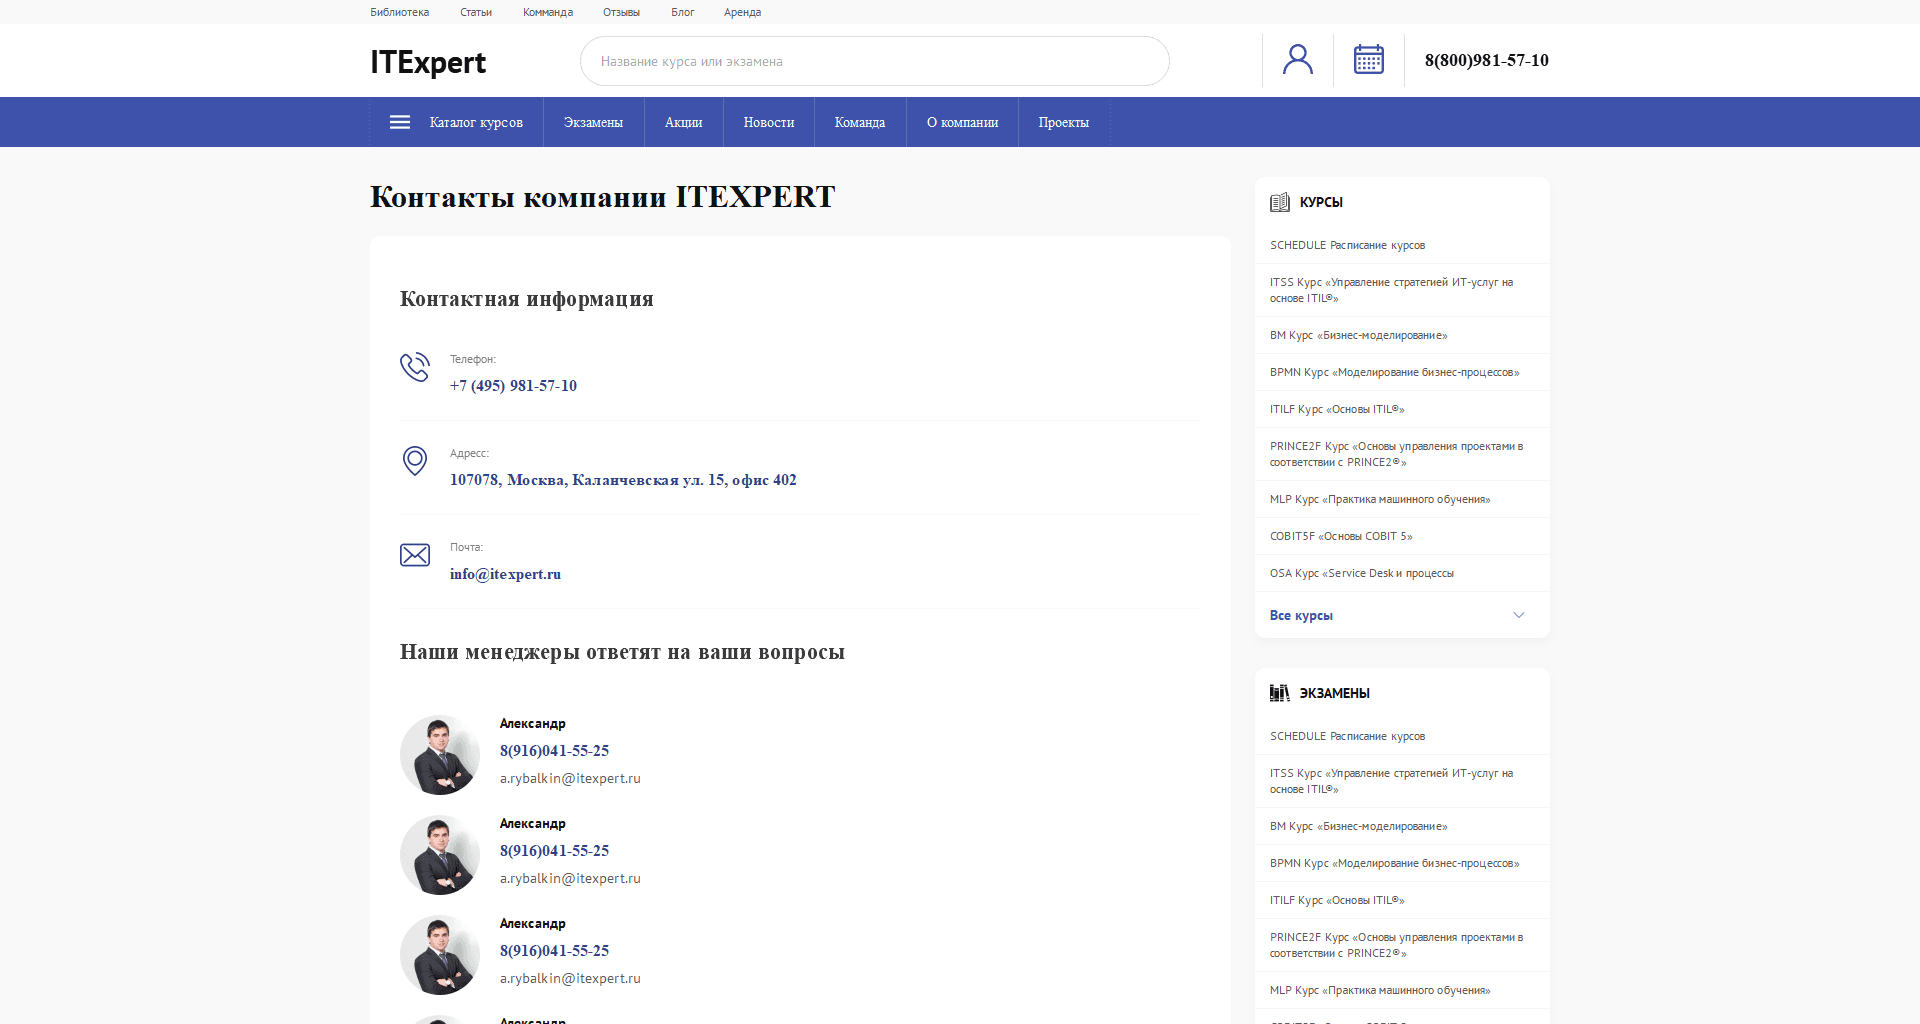 Библиотека
Статьи
Комманда
Отзывы
Блог
Аренда
ITExpert
Название курса или экзамена
8(800)981-57-10
Каталог курсов
Экзамены
Акции
Новости
Команда
О компании
Проекты
Контакты компании ITEXPERT
Контактная информация
Телефон:
+7 (495) 981-57-10
Адресс:
107078, Москва, Каланчевская ул. 15, офис 402
Почта:
info@itexpert.ru
Наши менеджеры ответят на ваши вопросы
Александр
8(916)041-55-25
a.rybalkin@itexpert.ru
Александр
8(916)041-55-25
a.rybalkin@itexpert.ru
Александр
8(916)041-55-25
a.rybalkin@itexpert.ru
Александр
КУРСЫ
SCHEDULE Расписание курсов
ITSS Курс «Управление стратегией ИТ-услуг на
основе ITIL®»
BM Курс «Бизнес-моделирование»
BPMN Курс «Моделирование бизнес-процессов»
ITILF Курс «Основы ITIL®»
PRINCE2F Курс «Основы управления проектами в
соответствии с PRINCE2®»
MLP Курс «Практика машинного обучения»
COBIT5F «Основы COBIT 5»
OSA Курс «Service Desk и процессы
Все курсы
ЭКЗАМЕНЫ
SCHEDULE Расписание курсов
ITSS Курс «Управление стратегией ИТ-услуг на
основе ITIL®»
BM Курс «Бизнес-моделирование»
BPMN Курс «Моделирование бизнес-процессов»
ITILF Курс «Основы ITIL®»
PRINCE2F Курс «Основы управления проектами в
соответствии с PRINCE2®»
MLP Курс «Практика машинного обучения»